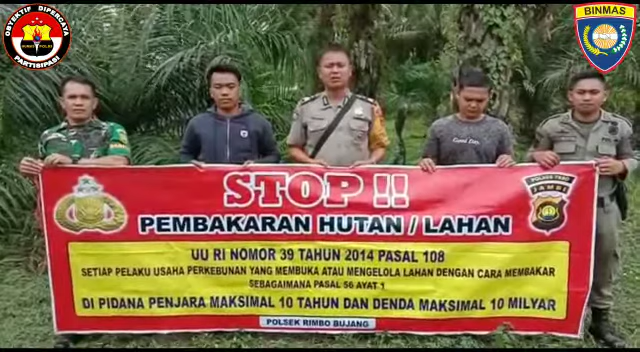 OBYEKTIF DIPERCAYA
PARTISIPASI
BINMAS
STOP !!
PEMBAKARAN HUTAN / LAHAN
UU RI NOMOR 39 TAHUN 2014 PASAL 108
SETIAP PELAKU USAHA PERKEBUNAN YANG MEMBUKA ATAU MENGELOLA LAHAN DENGAN CARA MEMBAKAR
SEBAGAIMANA PASAL 56 AYAT 1
DI PIDANA PENJARA MAKSIMAL 10 TAHUN DAN DENDA MAKSIMAL 10 MILYAR
POLSEK RIMBO BUJANG
POLRES TEBO
JAMBI